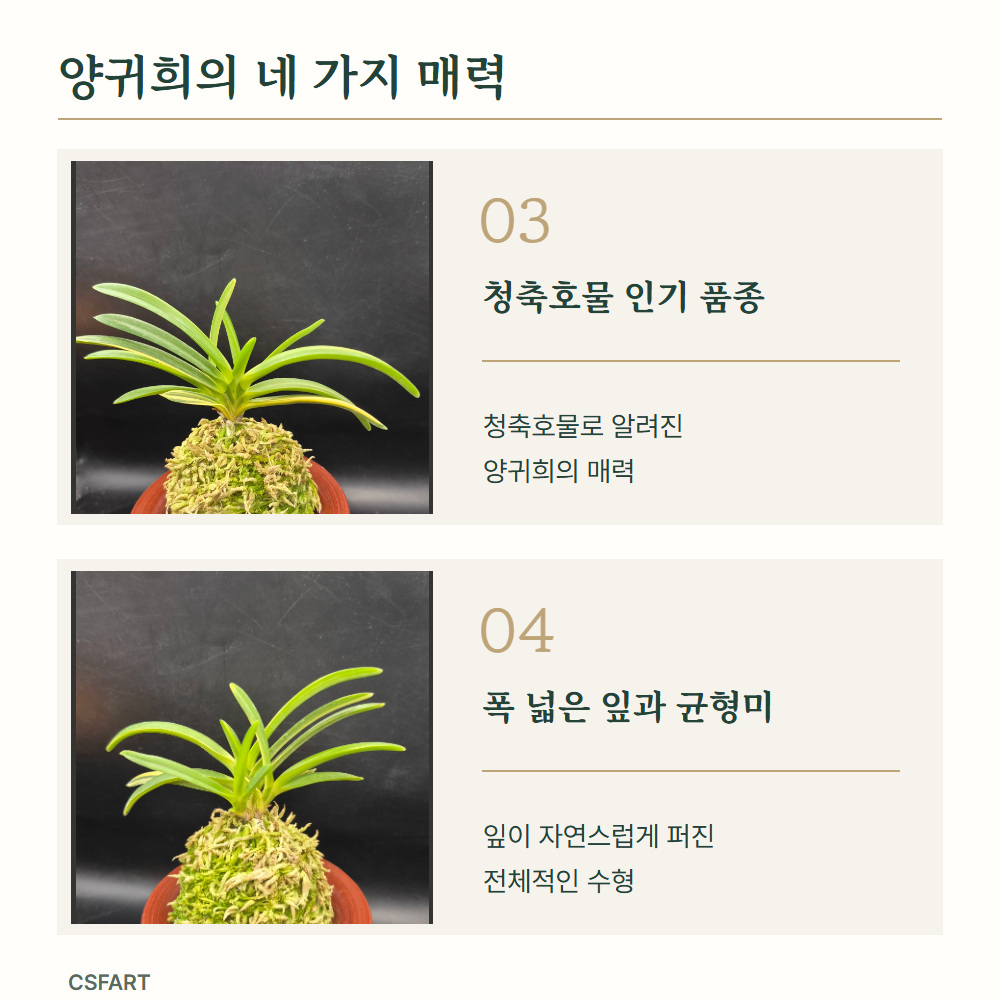 양귀희의 네 가지 매력
03
청축호물 인기 품종
청축호물로 알려진
양귀희의 매력
04
폭 넓은 잎과 균형미
잎이 자연스럽게 퍼진
전체적인 수형
CSFART